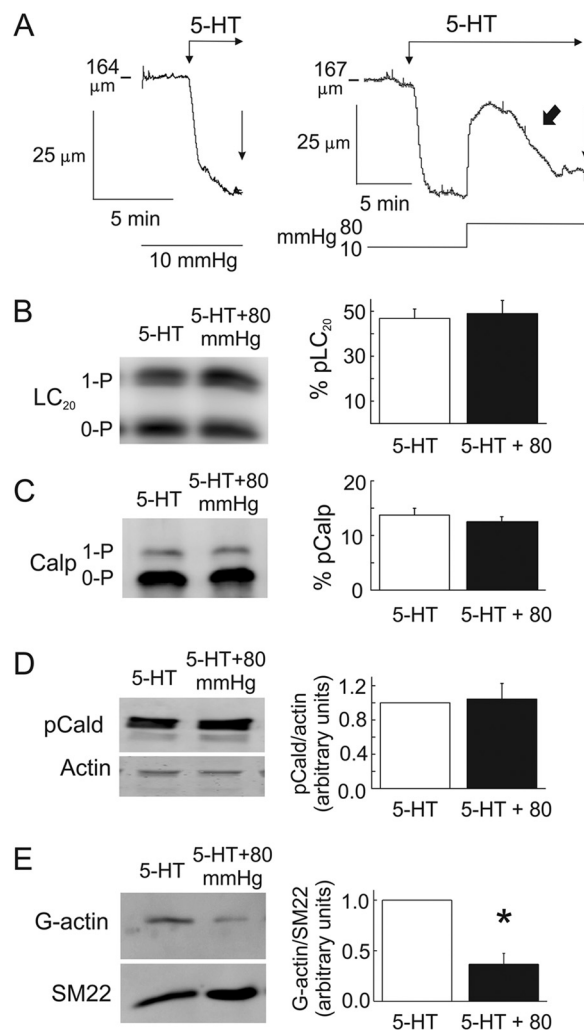 A
5-HT
5-HT
164
µm
167
µm
25 µm
25 µm
5 min
5 min
10 mmHg
mmHg
80
10
B
5-HT
5-HT+80
mmHg
LC₂₀
1-P
0-P
% pLC₂₀
50
30
10
5-HT
5-HT + 80
C
5-HT
5-HT+80
mmHg
Calp
1-P
0-P
% pCalp
20
10
0
5-HT
5-HT + 80
D
5-HT
5-HT+80
mmHg
pCald
Actin
pCald/actin
(arbitrary units)
1.2
0.8
0.4
0.0
5-HT
5-HT + 80
E
5-HT
5-HT+80
mmHg
G-actin
SM22
G-actin/SM22
(arbitrary units)
1.0
0.5
0.0
*
5-HT
5-HT + 80